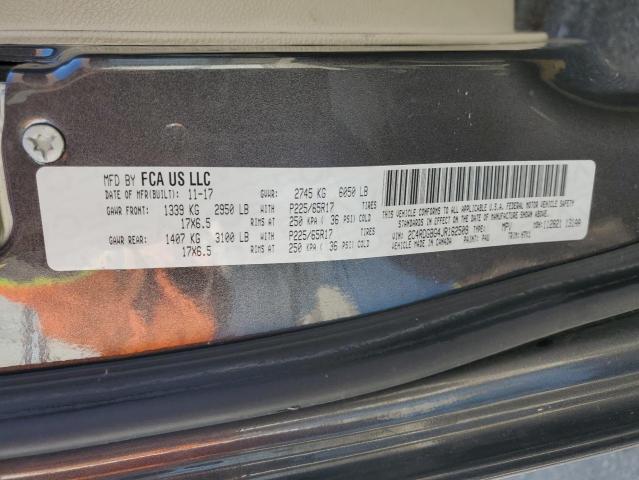 MFD BY FCA US LLC
DATE OF MFR(BUILT): 11-17 GVWR: 2745 KG 6050 LB
GAWR FRONT: 1339 KG 2950 LB WITH P225/65R17 TIRES
17X6.5 RIMS AT 250 KPA ( 36 PSI) COLD
GAWR REAR: 1407 KG 3100 LB WITH P225/65R17 TIRES
17X6.5 RIMS AT 250 KPA ( 36 PSI) COLD
THIS VEHICLE CONFORMS TO ALL APPLICABLE U.S.A. FEDERAL MOTOR VEHICLE SAFETY
STANDARDS IN EFFECT ON THE DATE OF MANUFACTURE SHOWN ABOVE.
VIN: 2C4RDGBG4JR162506 TYPE: MPV
VEHICLE MADE IN CANADA PAINT: PAU TRIM: